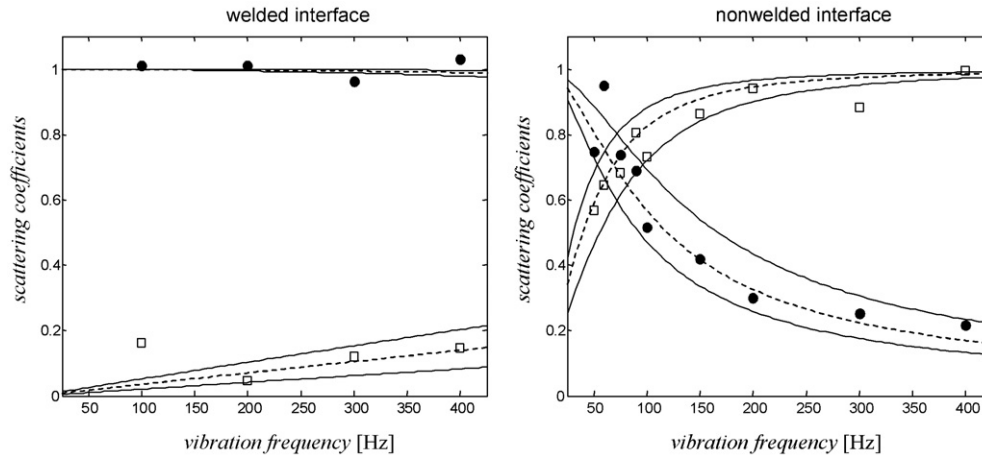 welded interface
scattering coefficients
1
0.8
0.6
0.4
0.2
0
50 100 150 200 250 300 350 400
vibration frequency [Hz]
nonwelded interface
scattering coefficients
1
0.8
0.6
0.4
0.2
0
50 100 150 200 250 300 350 400
vibration frequency [Hz]